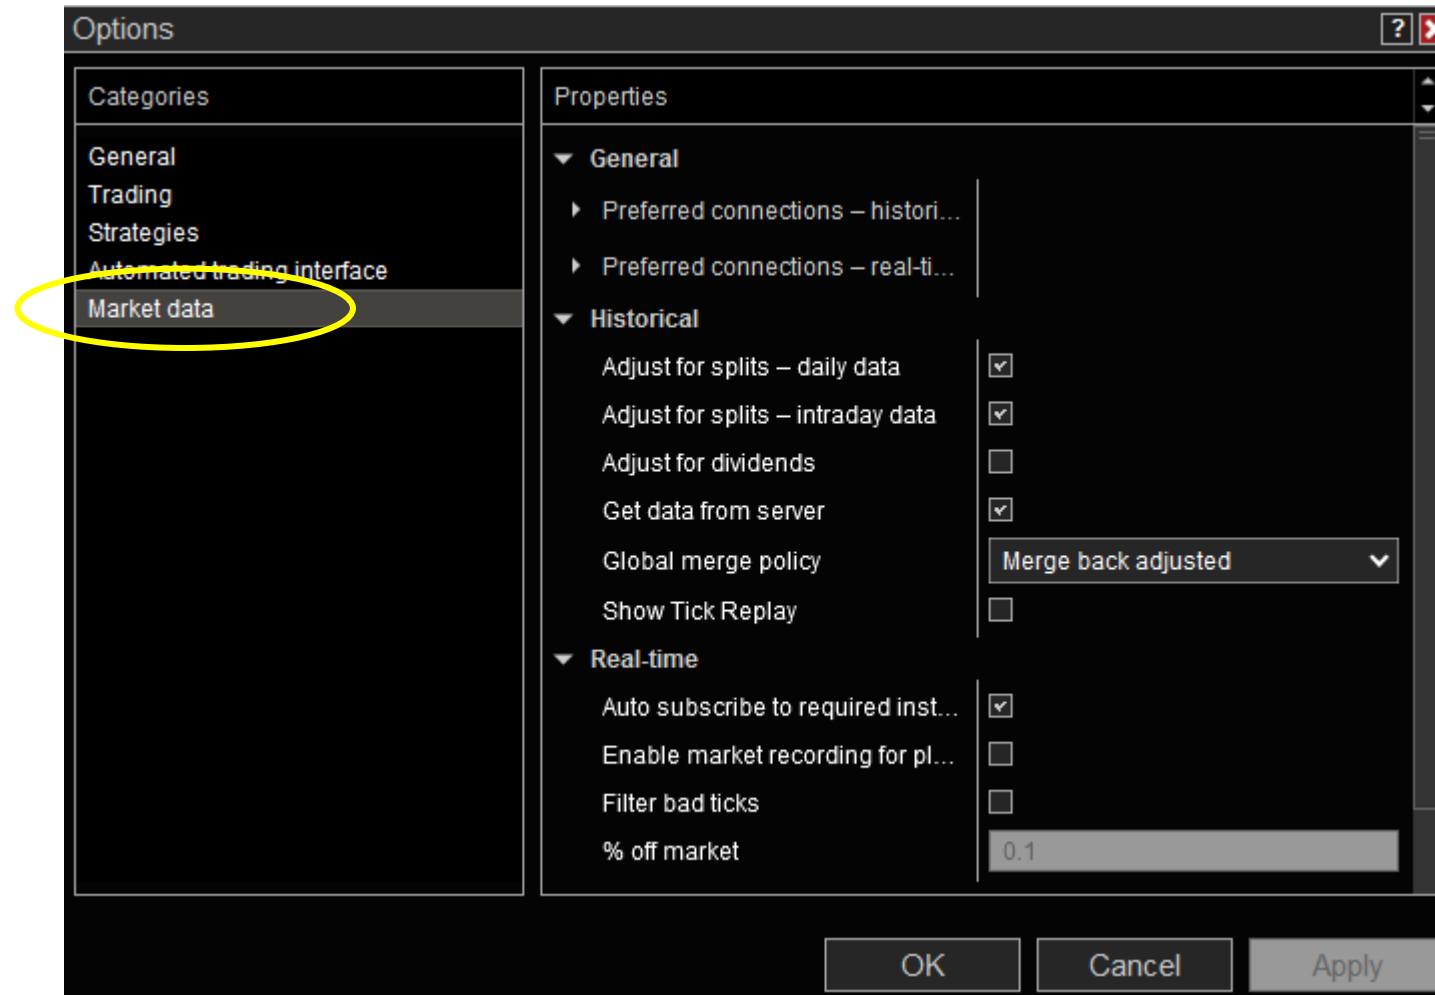 Options
?
Categories
General
Trading
Strategies
Automated trading interface
Market data
Properties
General
Preferred connections – histori...
Preferred connections – real-ti...
Historical
Adjust for splits – daily data
Adjust for splits – intraday data
Adjust for dividends
Get data from server
Global merge policy
Merge back adjusted
Show Tick Replay
Real-time
Auto subscribe to required inst...
Enable market recording for pl...
Filter bad ticks
% off market
0.1
OK
Cancel
Apply